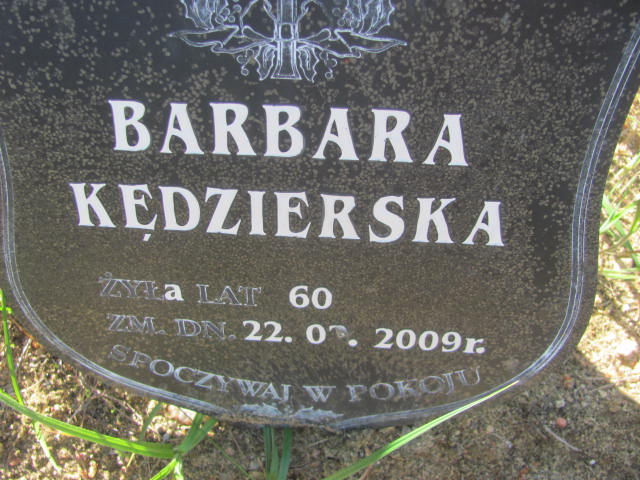 BARBARA
KĘDZIERSKA
ŻYŁa LAT 60
ZM. DN. 22. 2009r.
SPOCZYWAJ W POKOJU